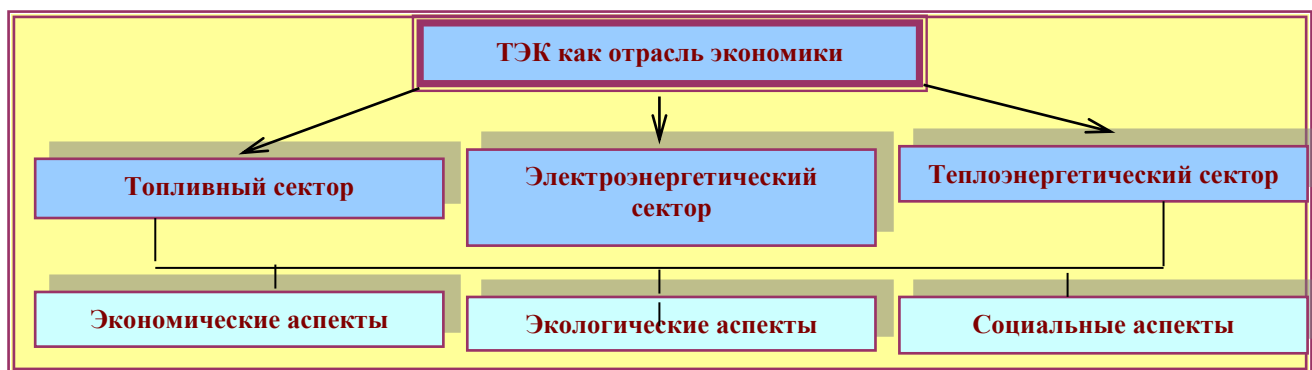 ТЭК как отрасль экономики
Топливный сектор
Электроэнергетический
сектор
Теплоэнергетический сектор
Экономические аспекты
Экологические аспекты
Социальные аспекты